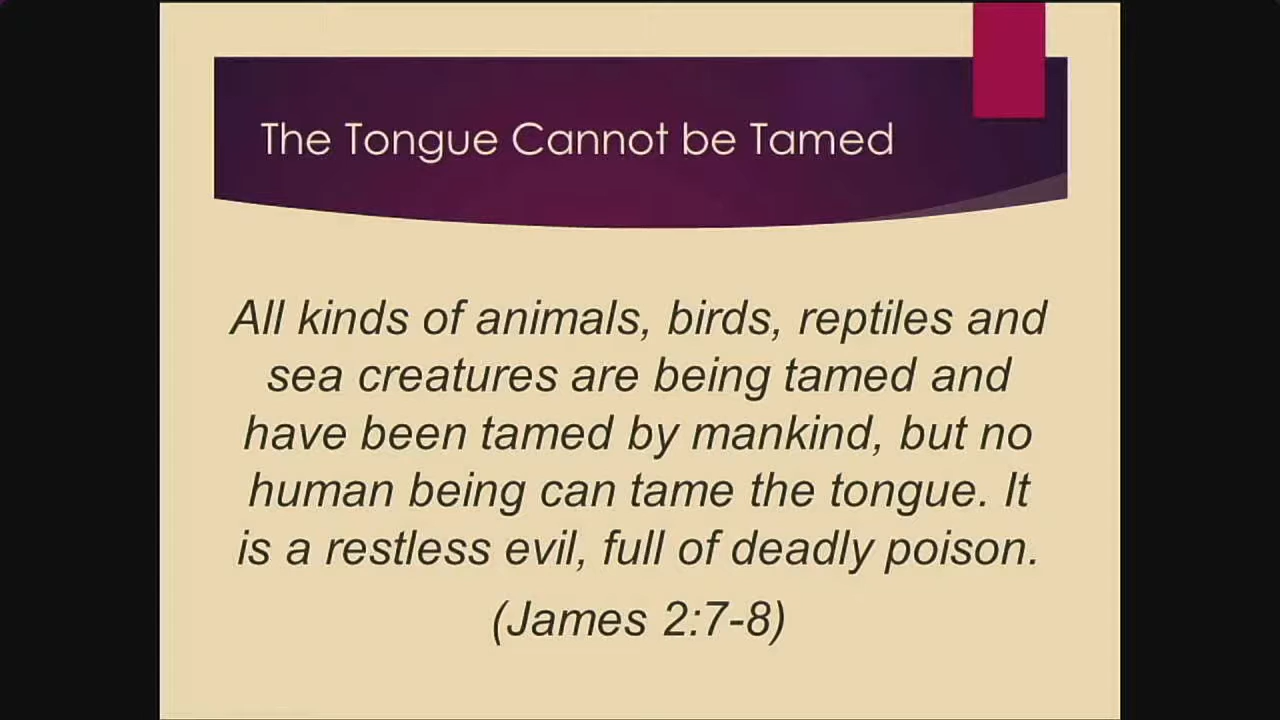 The Tongue Cannot be Tamed
All kinds of animals, birds, reptiles and
sea creatures are being tamed and
have been tamed by mankind, but no
human being can tame the tongue. It
is a restless evil, full of deadly poison.
(James 2:7-8)